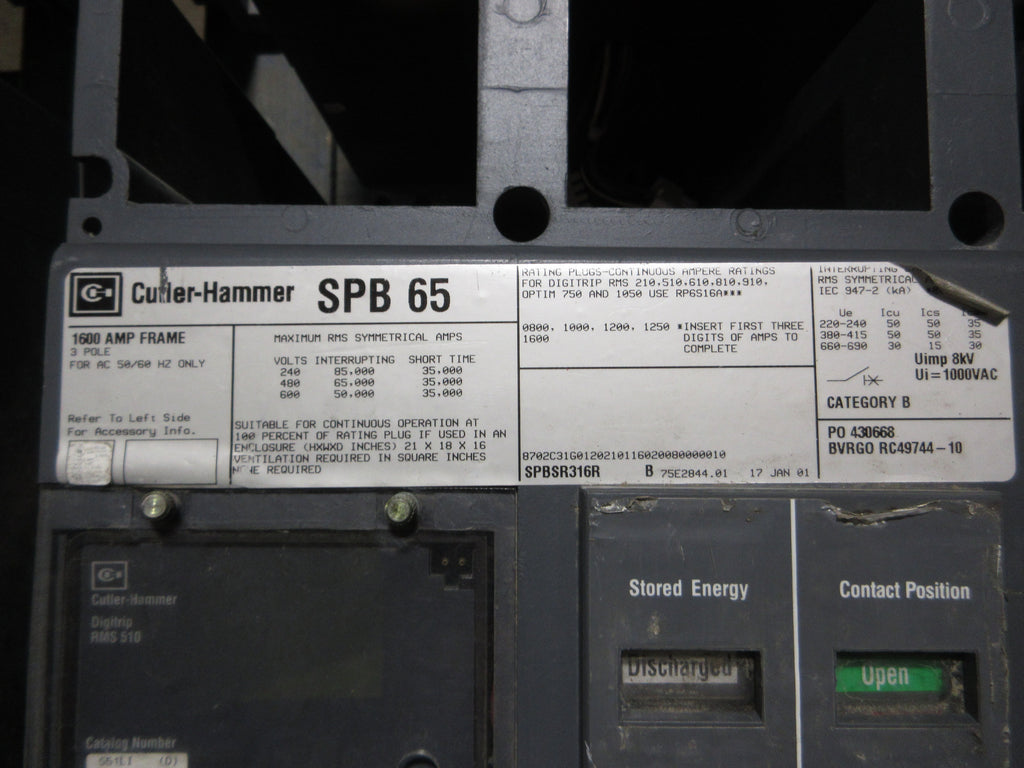 Cutler-Hammer SPB 65
1600 AMP FRAME
3 POLE
FOR AC 50/60 HZ ONLY
Refer To Left Side
For Accessory Info.
MAXIMUM RMS SYMMETRICAL AMPS
VOLTS INTERRUPTING SHORT TIME
240 85,000 35,000
480 65,000 35,000
600 50,000 35,000
SUITABLE FOR CONTINUOUS OPERATION AT
100 PERCENT OF RATING PLUG IF USED IN AN
ENCLOSURE (HXWXD INCHES) 21 X 18 X 16
VENTILATION REQUIRED IN SQUARE INCHES
NONE REQUIRED
RATING PLUGS-CONTINUOUS AMPERE RATINGS
FOR DIGITRIP RMS 210,510,610,810,910,
OPTIM 750 AND 1050 USE RP6S16A***
0800, 1000, 1200, 1250 *INSERT FIRST THREE
1600 DIGITS OF AMPS TO
COMPLETE
8702C31G0120210116020080000010
SPBSR316R B 75E2844.01 17 JAN 01
INTERRUPTING
RMS SYMMETRICAL
IEC 947-2 (kA)
Ue Icu Ics
220-240 50 50 35
380-415 50 50 35
660-690 30 15 30
Uimp 8kV
Ui=1000VAC
CATEGORY B
PO 430668
BVRGO RC49744-10
Cutler-Hammer
Digitrip
RMS 510
Catalog Number
Stored Energy
Contact Position
Discharged
Open